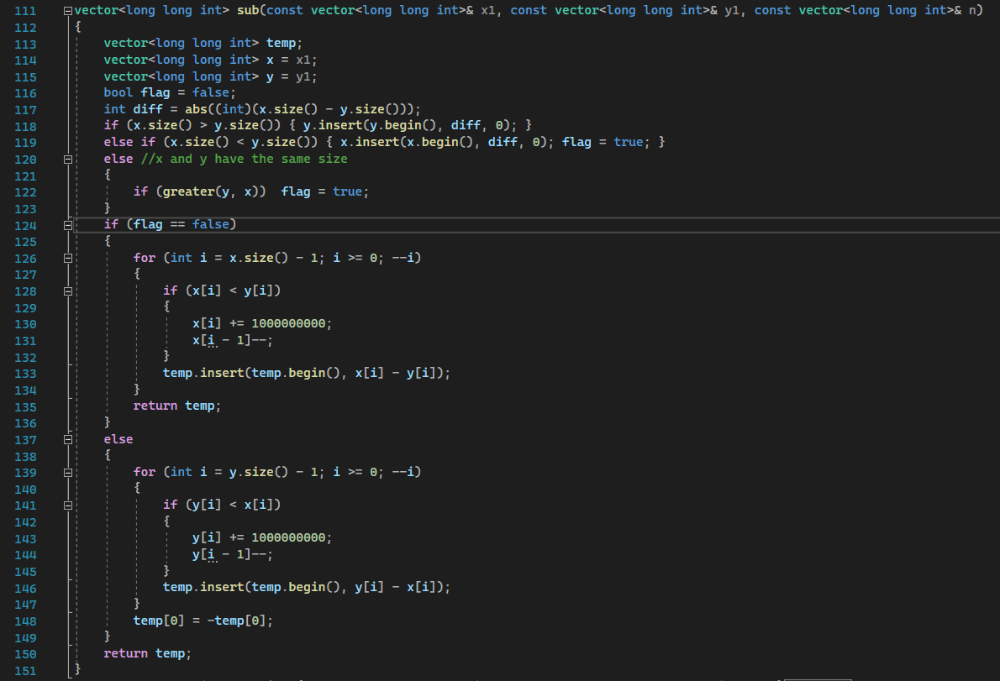 111 vector<long long int> sub(const vector<long long int>& x1, const vector<long long int>& y1, const vector<long long int>& n)
112 {
113 vector<long long int> temp;
114 vector<long long int> x = x1;
115 vector<long long int> y = y1;
116 bool flag = false;
117 int diff = abs((int)(x.size() - y.size()));
118 if (x.size() > y.size()) { y.insert(y.begin(), diff, 0); }
119 else if (x.size() < y.size()) { x.insert(x.begin(), diff, 0); flag = true; }
120 else //x and y have the same size
121 {
122 if (greater(y, x))  flag = true;
123 }
124 if (flag == false)
125 {
126 for (int i = x.size() - 1; i >= 0; --i)
127 {
128 if (x[i] < y[i])
129 {
130 x[i] += 1000000000;
131 x[i - 1]--;
132 }
133 temp.insert(temp.begin(), x[i] - y[i]);
134 }
135 return temp;
136 }
137 else
138 {
139 for (int i = y.size() - 1; i >= 0; --i)
140 {
141 if (y[i] < x[i])
142 {
143 y[i] += 1000000000;
144 y[i - 1]--;
145 }
146 temp.insert(temp.begin(), y[i] - x[i]);
147 }
148 temp[0] = -temp[0];
149 }
150 return temp;
151 }